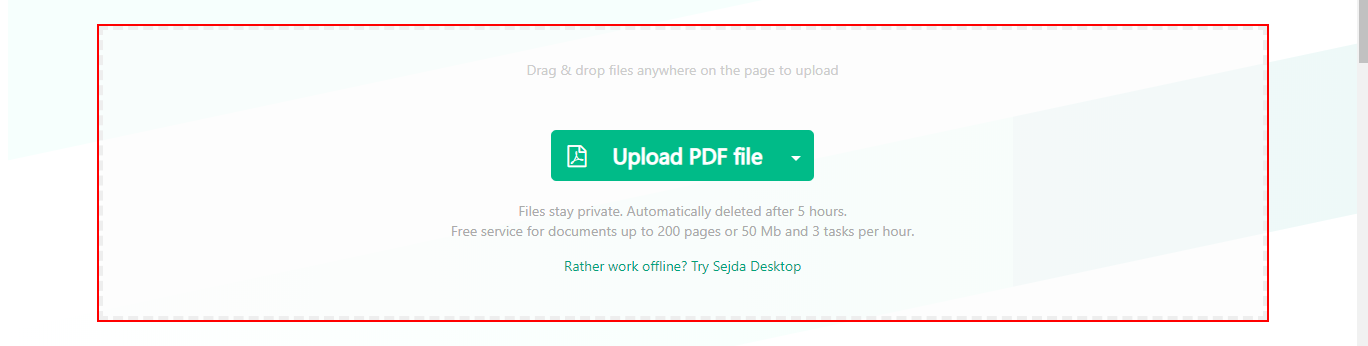 Drag & drop files anywhere on the page to upload
Upload PDF file
Files stay private. Automatically deleted after 5 hours.
Free service for documents up to 200 pages or 50 Mb and 3 tasks per hour.
Rather work offline? Try Sejda Desktop